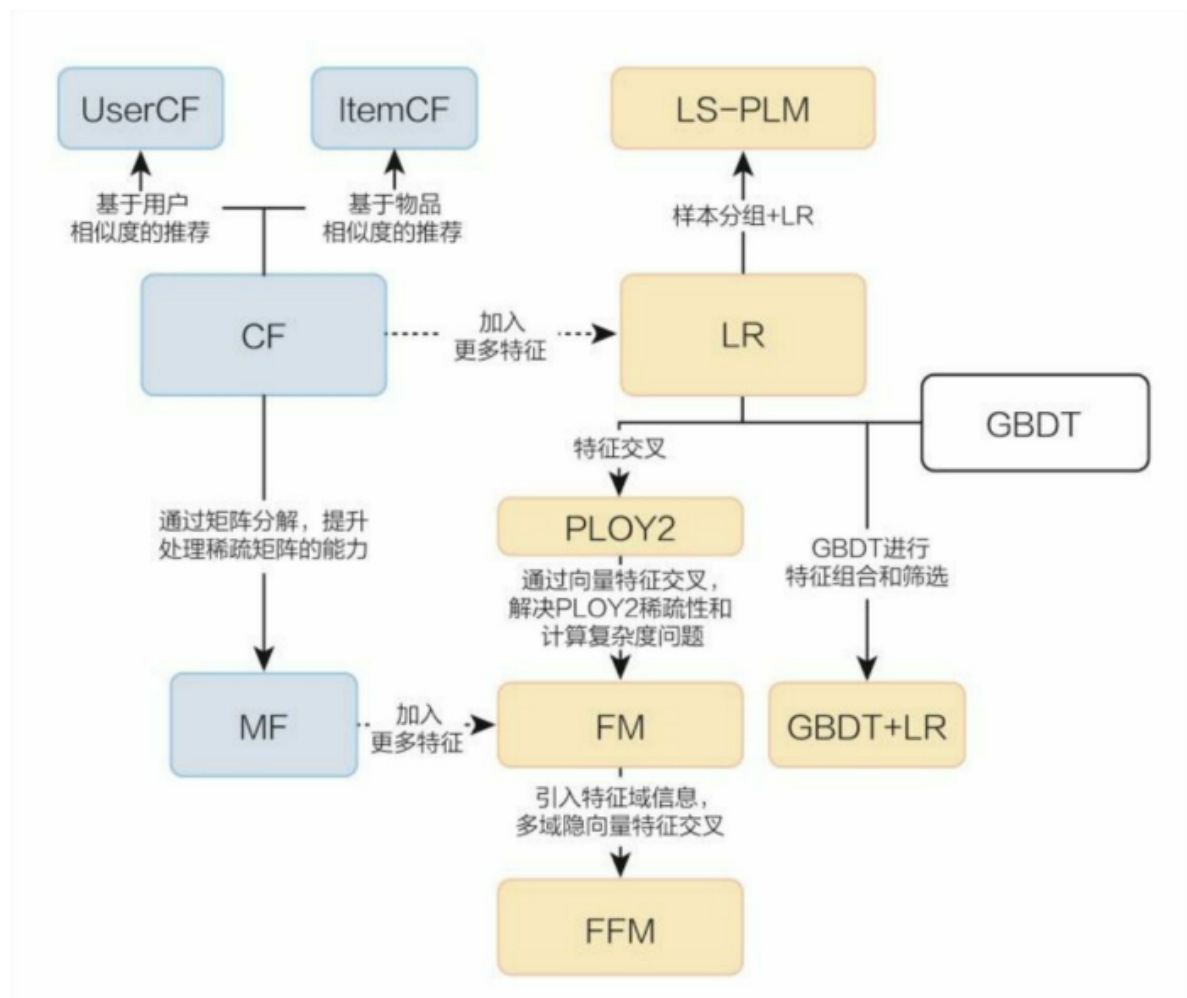 UserCF
ItemCF
LS-PLM
基于用户
相似度的推荐
基于物品
相似度的推荐
样本分组+LR
CF
加入
更多特征
LR
GBDT
特征交叉
PLOY2
通过矩阵分解，提升
处理稀疏矩阵的能力
GBDT进行
特征组合和筛选
通过向量特征交叉，
解决PLOY2稀疏性和
计算复杂度问题
MF
加入
更多特征
FM
GBDT+LR
引入特征域信息，
多域隐向量特征交叉
FFM